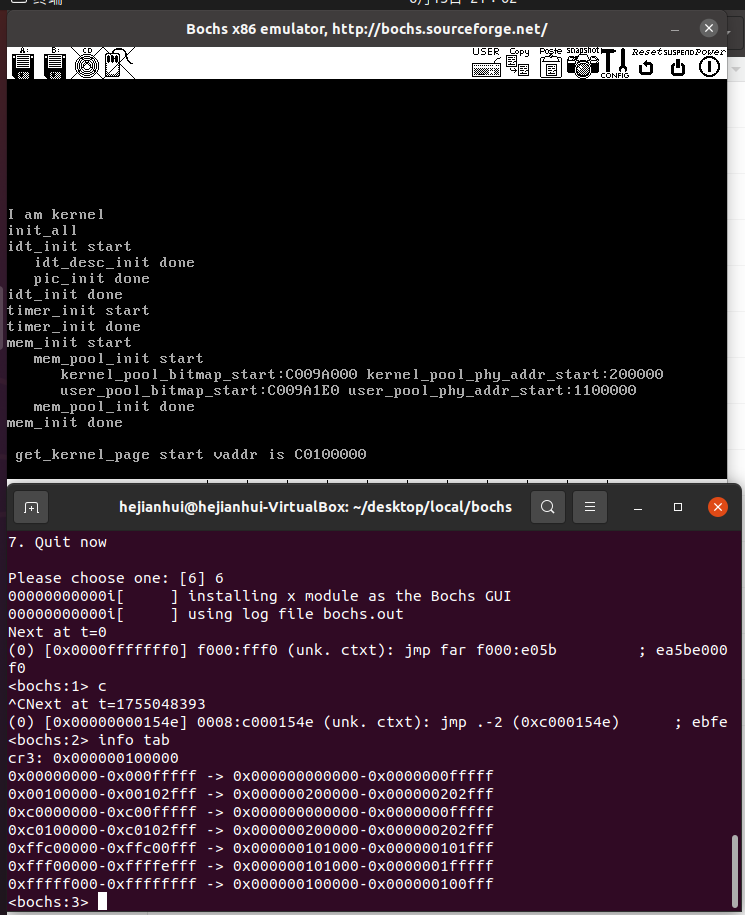 终端
Bochs x86 emulator, http://bochs.sourceforge.net/
A: B: CD USER Copy Paste snapshot CONFIG Reset SUSPEND Power
I am kernel
init_all
idt_init start
idt_desc_init done
pic_init done
idt_init done
timer_init start
timer_init done
mem_init start
mem_pool_init start
kernel_pool_bitmap_start:C009A000 kernel_pool_phy_addr_start:200000
user_pool_bitmap_start:C009A1E0 user_pool_phy_addr_start:1100000
mem_pool_init done
mem_init done
get_kernel_page start vaddr is C0100000
hejianhui@hejianhui-VirtualBox: ~/desktop/local/bochs
7. Quit now
Please choose one: [6] 6
00000000000i[      ] installing x module as the Bochs GUI
00000000000i[      ] using log file bochs.out
Next at t=0
(0) [0x0000fffffff0] f000:fff0 (unk. ctxt): jmp far f000:e05b          ; ea5be000
f0
<bochs:1> c
^CNext at t=1755048393
(0) [0x00000000154e] 0008:c000154e (unk. ctxt): jmp .-2 (0xc000154e)      ; ebfe
<bochs:2> info tab
cr3: 0x000000100000
0x00000000-0x000fffff -> 0x000000000000-0x0000000fffff
0x00100000-0x00102fff -> 0x000000200000-0x000000202fff
0xc0000000-0xc00fffff -> 0x000000000000-0x0000000fffff
0xc0100000-0xc0102fff -> 0x000000200000-0x000000202fff
0xffc00000-0xffc00fff -> 0x000000101000-0x000000101fff
0xfff00000-0xffffefff -> 0x000000101000-0x0000001fffff
0xfffff000-0xffffffff -> 0x000000100000-0x000000100fff
<bochs:3>